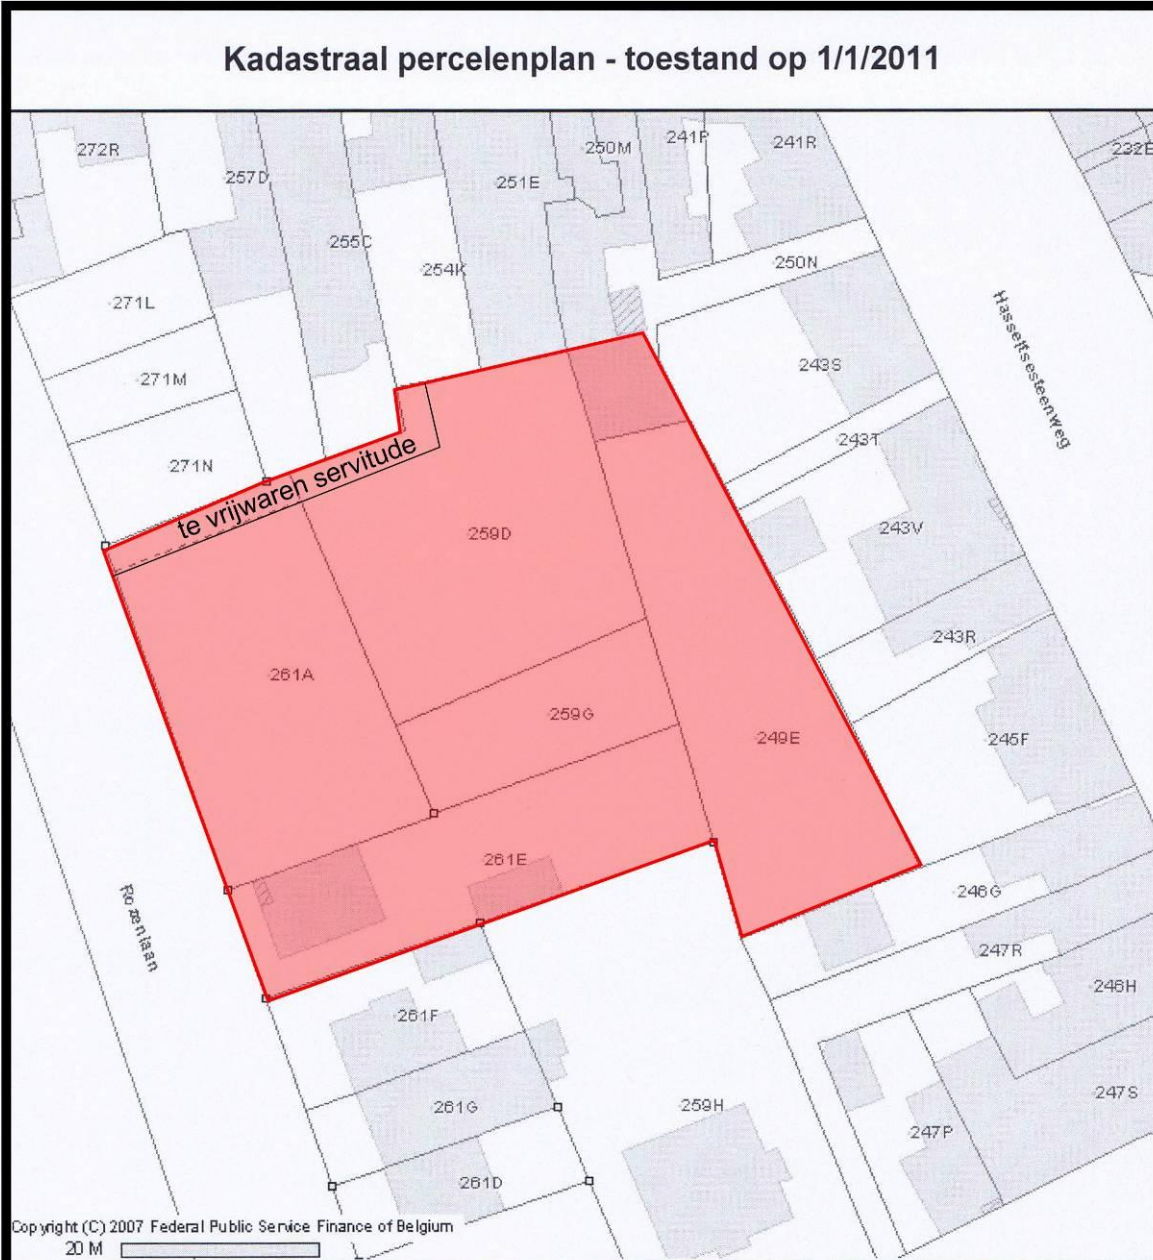 Kadastraal percelenplan - toestand op 1/1/2011
272R
257D
255C
254K
251E
250M
241P
241R
232E
250N
271L
271M
271N
243S
Hasseltsesteenweg
243T
te vrijwaren servitude
259D
243V
243R
261A
259G
249E
245F
261E
246G
247R
246H
Rozenlaan
261F
261G
259H
247S
247P
261D
Copyright (C) 2007 Federal Public Service Finance of Belgium
20 M